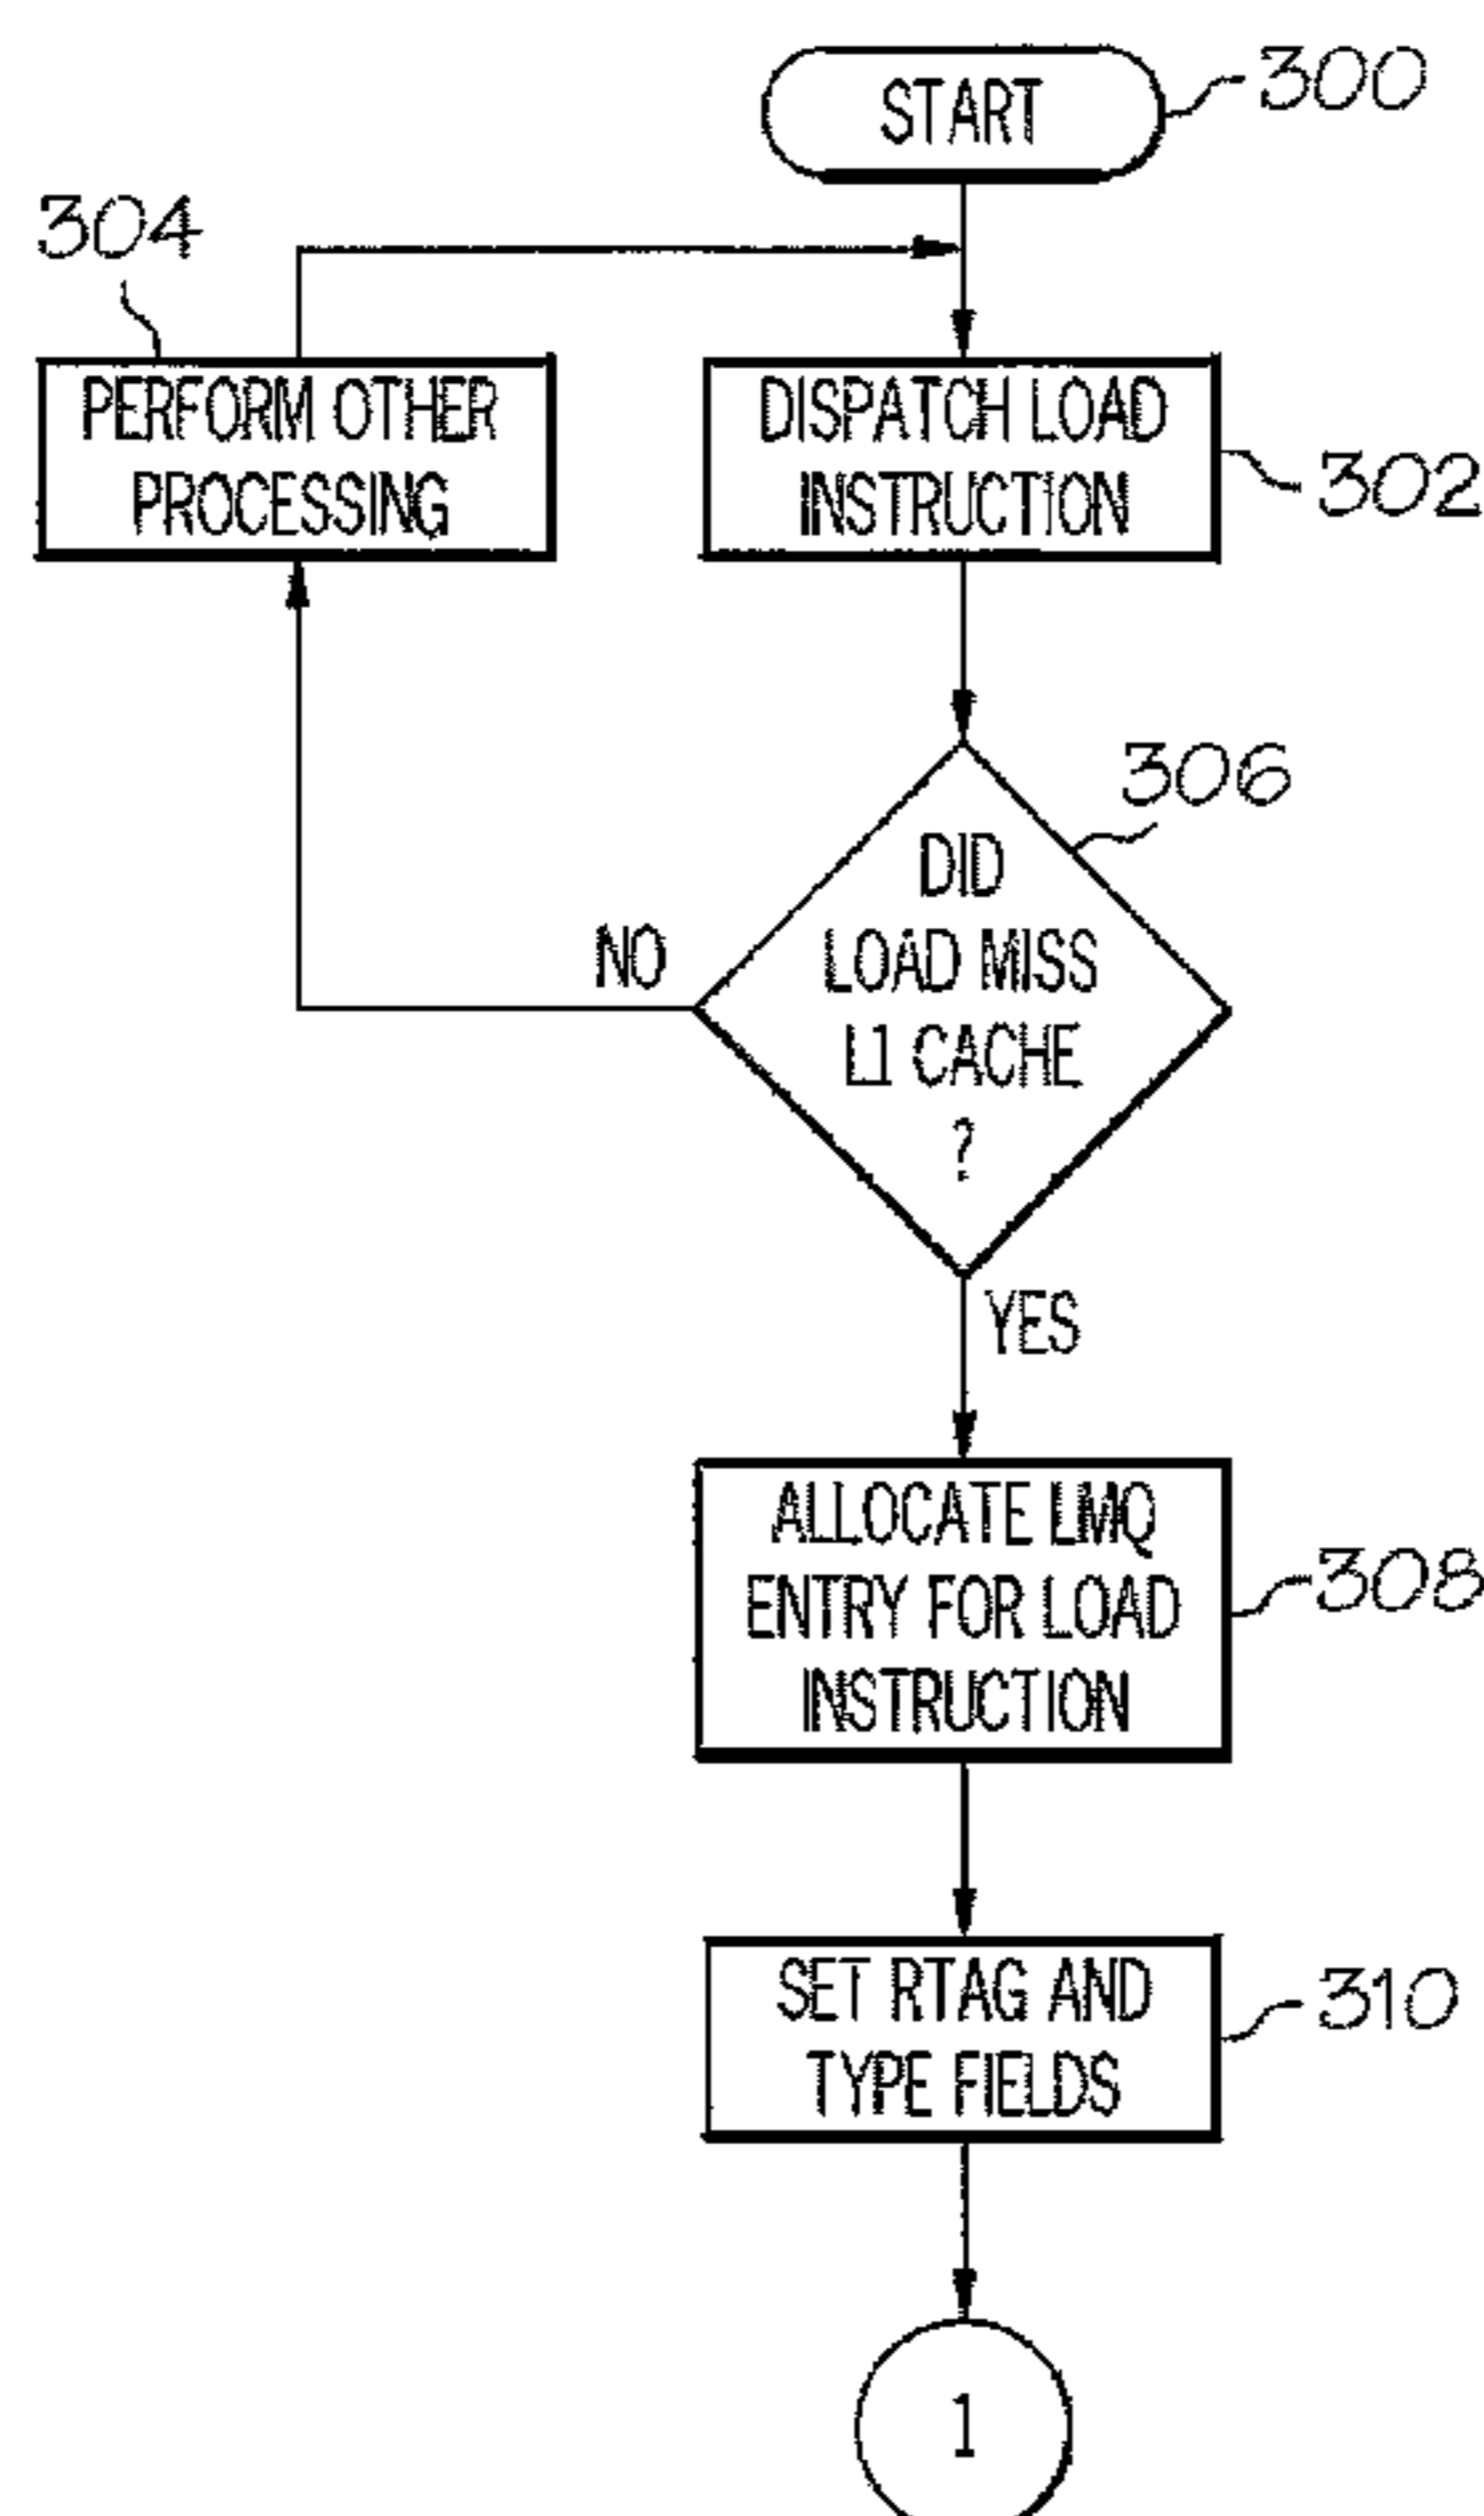 START
300
304
PERFORM OTHER
PROCESSING
DISPATCH LOAD
INSTRUCTION
302
306
DID
LOAD MISS
L1 CACHE
?
NO
YES
ALLOCATE LMQ
ENTRY FOR LOAD
INSTRUCTION
308
SET RTAG AND
TYPE FIELDS
310
1